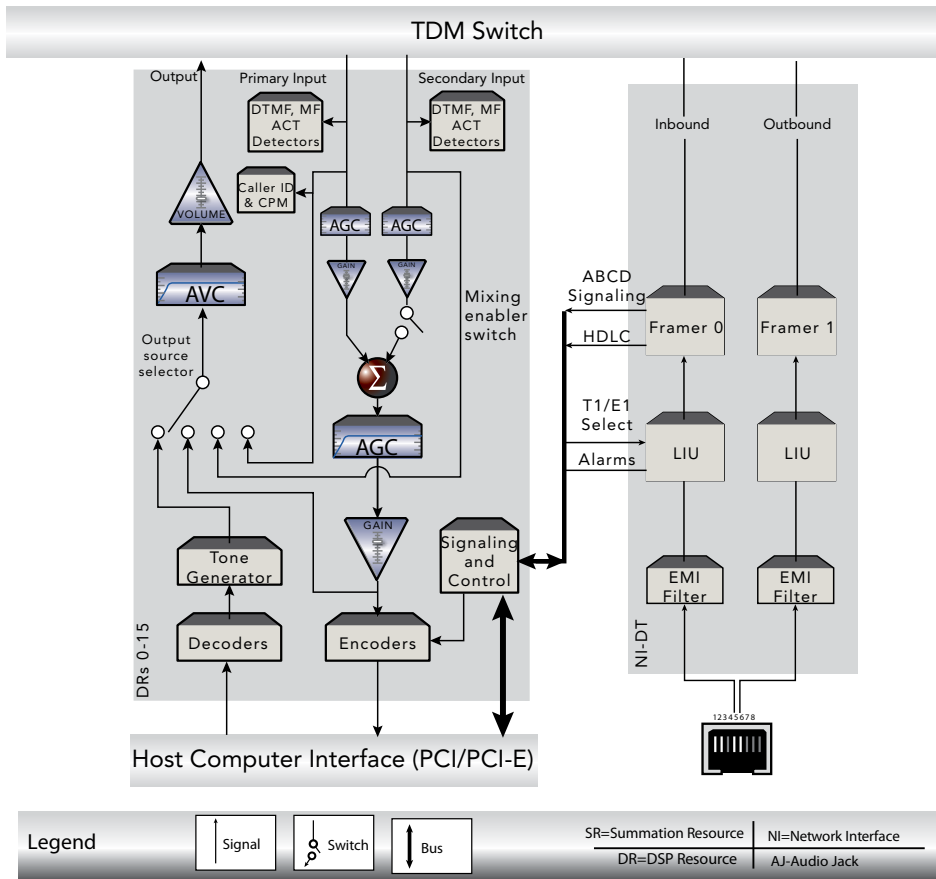 TDM Switch
Output
Primary Input
Secondary Input
DTMF, MF
ACT
Detectors
DTMF, MF
ACT
Detectors
Inbound
Outbound
Caller ID
& CPM
VOLUME
AGC
AGC
GAIN
GAIN
AVC
Mixing
enabler
switch
ABCD
Signaling
Framer 0
Framer 1
HDLC
Output
source
selector
Σ
T1/E1
Select
AGC
LIU
LIU
Alarms
GAIN
Signaling
and
Control
Tone
Generator
EMI
Filter
EMI
Filter
Decoders
Encoders
DRs 0-15
NI-DT
12345678
Host Computer Interface (PCI/PCI-E)
Legend
Signal
Switch
Bus
SR=Summation Resource
NI=Network Interface
DR=DSP Resource
AJ-Audio Jack